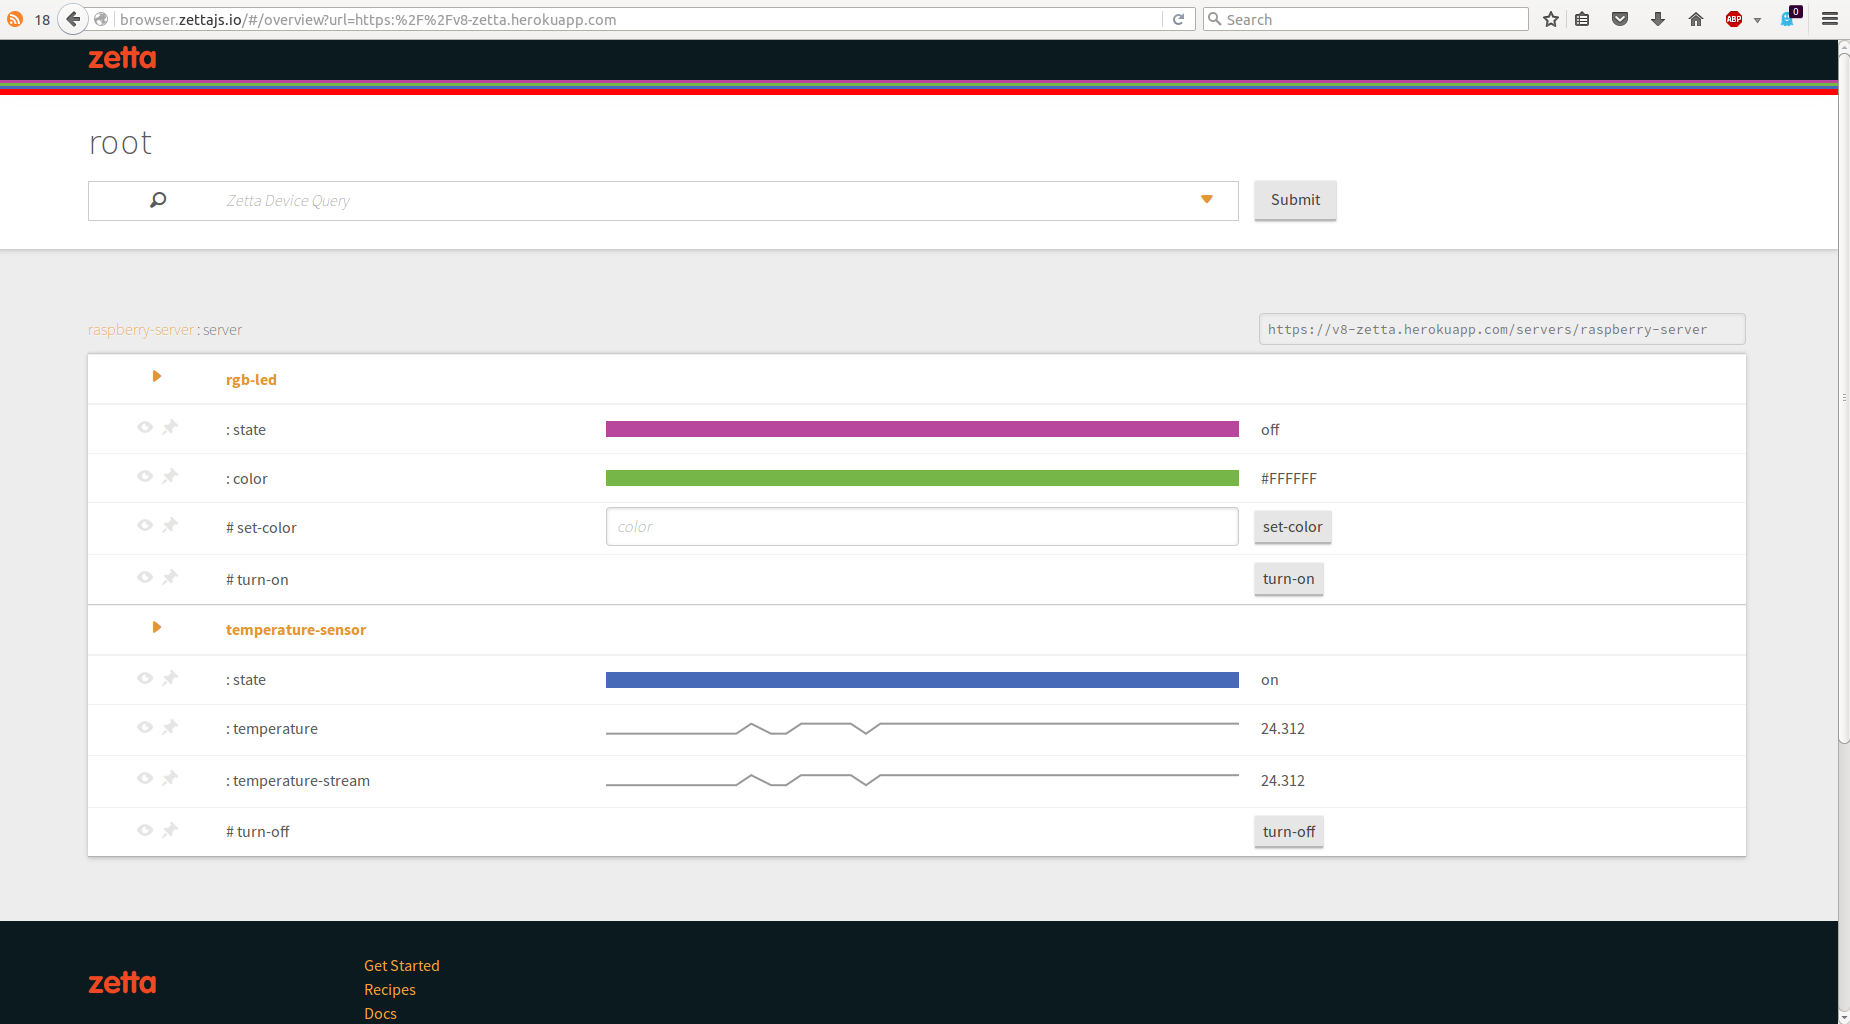 18 browser.zettajs.io/#/overview?url=https:%2F%2Fv8-zetta.herokuapp.com Search ABP 0
zetta
root
Zetta Device Query Submit
raspberry-server : server https://v8-zetta.herokuapp.com/servers/raspberry-server
rgb-led
: state off
: color #FFFFFF
# set-color color set-color
# turn-on turn-on
temperature-sensor
: state on
: temperature 24.312
: temperature-stream 24.312
# turn-off turn-off
Get Started
zetta
Recipes
Docs